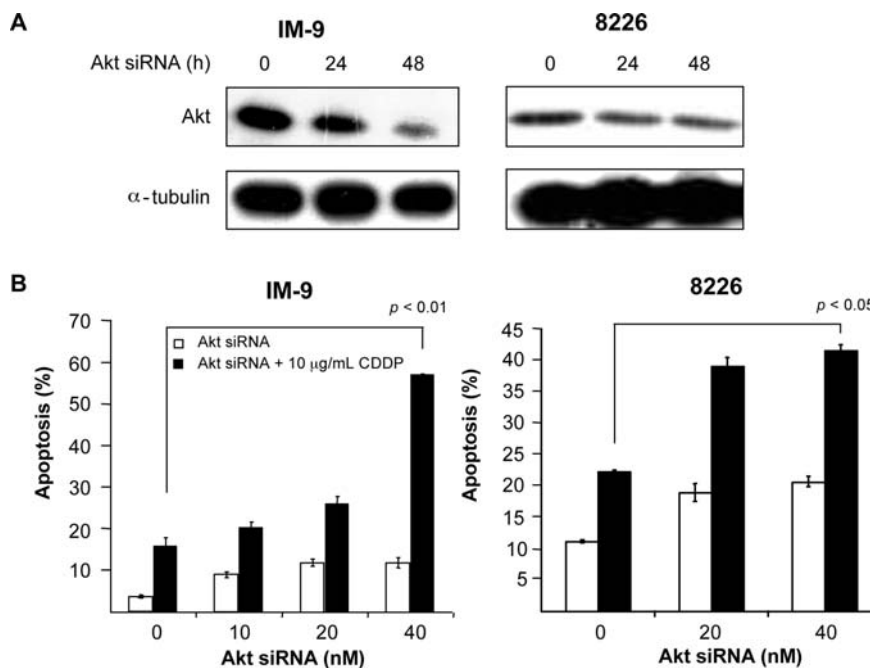 A
IM-9
8226
Akt siRNA (h) 0 24 48
0 24 48
Akt
α-tubulin
B
IM-9
8226
p < 0.01
p < 0.05
Akt siRNA
Akt siRNA + 10 µg/mL CDDP
Apoptosis (%)
70
60
50
40
30
20
10
0 10 20 40
Akt siRNA (nM)
Apoptosis (%)
45
40
35
30
25
20
15
10
5
0 20 40
Akt siRNA (nM)